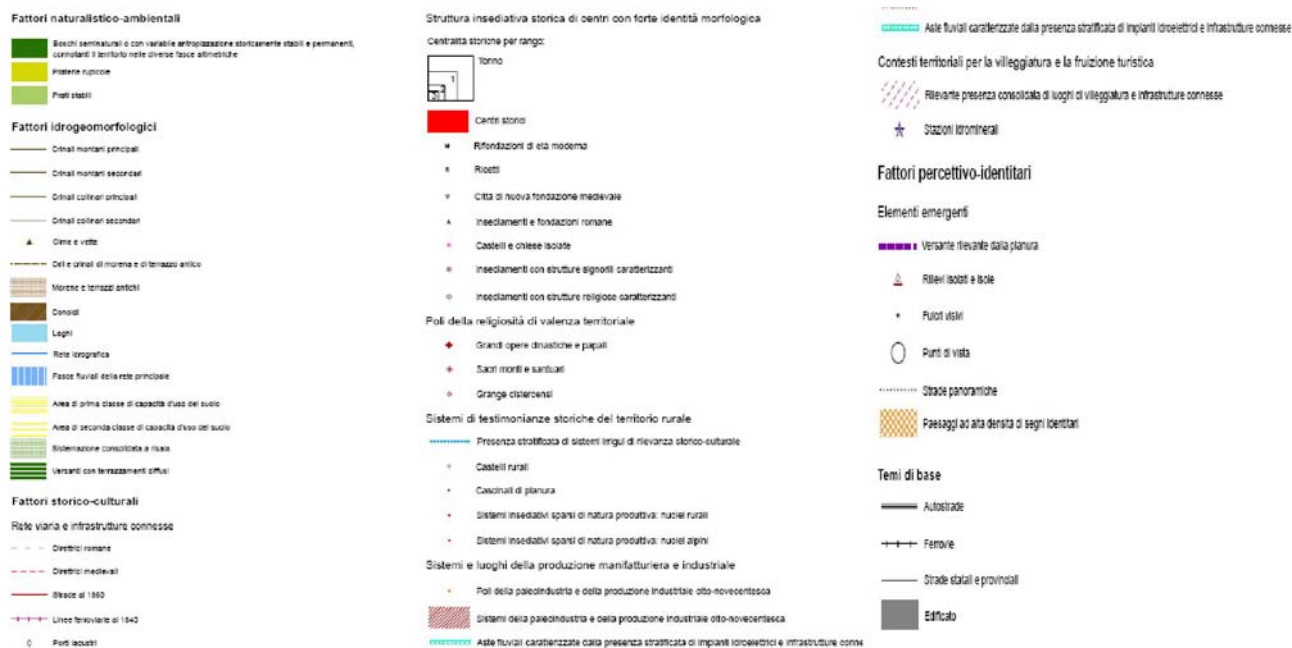 Fattori naturalistico-ambientali
Boschi seminaturali o con variabile antropizzazione storicamente stabili e permanenti,
connotanti il territorio nelle diverse fasce altimetriche
Praterie rupicole
Prati stabili
Fattori idrogeomorfologici
Crinali montani principali
Crinali montani secondari
Crinali collinari principali
Crinali collinari secondari
Cime e vette
Orli e crinali di morena e di terrazzo antico
Morene e terrazzi antichi
Conoidi
Laghi
Rete idrografica
Fasce fluviali della rete principale
Area di prima classe di capacità d'uso del suolo
Area di seconda classe di capacità d'uso del suolo
Sistemazione consolidata a risaia
Versanti con terrazzamenti diffusi
Fattori storico-culturali
Rete viaria e infrastrutture connesse
Direttrici romane
Direttrici medievali
Strade al 1860
Linee ferroviarie al
Porti lacustri
Struttura insediativa storica di centri con forte identità morfologica
Centralità storiche per rango:
Torino
1
2
3
Centri storici
Rifondazioni di età moderna
Ricetti
Città di nuova fondazione medievale
Insediamenti e fondazioni romane
Castelli e chiese isolate
Insediamenti con strutture signorili caratterizzanti
Insediamenti con strutture religiose caratterizzanti
Poli della religiosità di valenza territoriale
Grandi opere dinastiche e papali
Sacri monti e santuari
Grange cistercensi
Sistemi di testimonianze storiche del territorio rurale
Presenza stratificata di sistemi irrigui di rilevanza storico-culturale
Castelli rurali
Cascinali di pianura
Sistemi insediativi sparsi di natura produttiva: nuclei rurali
Sistemi insediativi sparsi di natura produttiva: nuclei alpini
Sistemi e luoghi della produzione manifatturiera e industriale
Poli della paleoindustria e della produzione industriale otto-novecentesca
Sistemi della paleoindustria e della produzione industriale otto-novecentesca
Aste fluviali caratterizzate dalla presenza stratificata di impianti idroelettrici e infrastrutture conne
Aste fluviali caratterizzate dalla presenza stratificata di impianti idroelettrici e infrastrutture connesse
Contesti territoriali per la villeggiatura e la fruizione turistica
Rilevante presenza consolidata di luoghi di villeggiatura e infrastrutture connesse
Stazioni idrominerali
Fattori percettivo-identitari
Elementi emergenti
Versante rilevante dalla pianura
Rilievi isolati e isole
Fulcri visivi
Punti di vista
Strade panoramiche
Paesaggi ad alta densità di segni identitari
Temi di base
Autostrade
Ferrovie
Strade statali e provinciali
Edificato